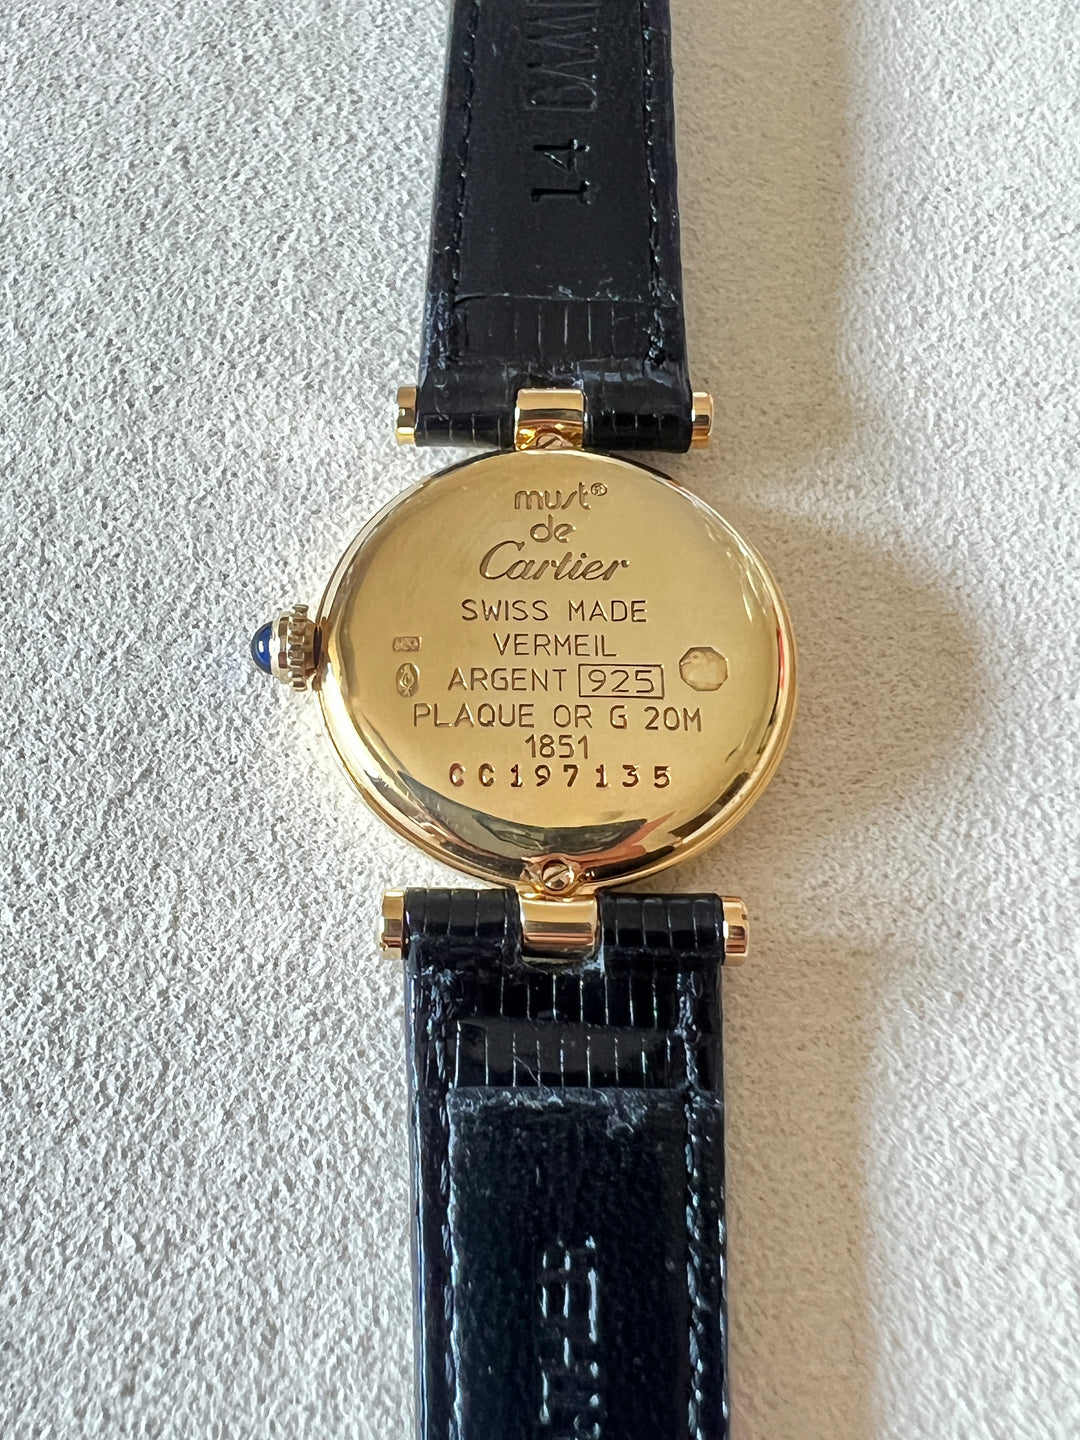 14
must®
de
Cartier
SWISS MADE
VERMEIL
ARGENT 925
PLAQUE OR G 20M
1851
CC197135